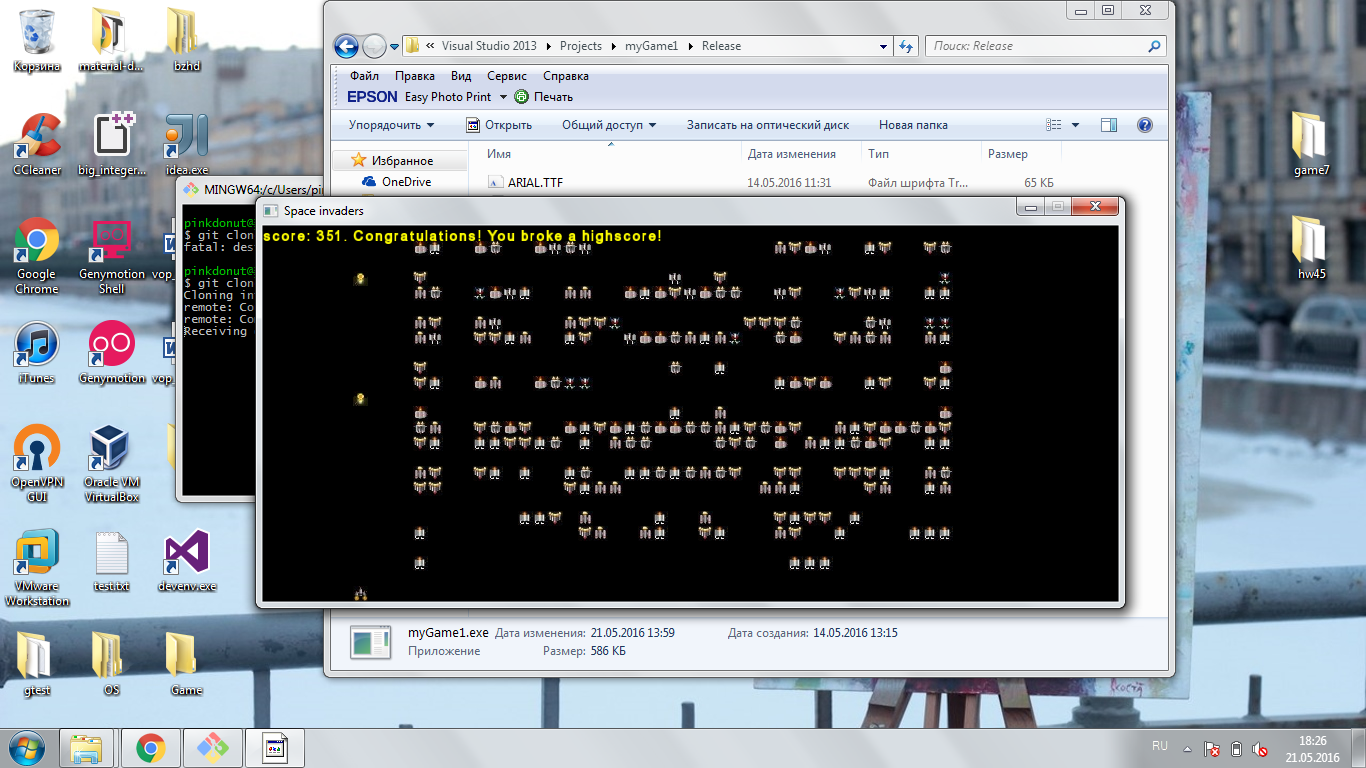 Корзина
material-d...
bzhd
CCleaner
big_integer...
idea.exe
Google Chrome
Genymotion Shell
vop_
iTunes
Genymotion
vop_
OpenVPN GUI
Oracle VM VirtualBox
VMware Workstation
test.txt
devenv.exe
gtest
OS
Game
game7
hw45
« Visual Studio 2013 Projects myGame1 Release
Поиск: Release
Файл Правка Вид Сервис Справка
EPSON Easy Photo Print Печать
Упорядочить Открыть Общий доступ Записать на оптический диск Новая папка
Избранное
OneDrive
Имя Дата изменения Тип Размер
ARIAL.TTF 14.05.2016 11:31 Файл шрифта Tr... 65 КБ
MINGW64:/c/Users/pin
pinkdonut@
$ git clon
fatal: des
pinkdonut@
$ git clon
Cloning in
remote: Co
remote: Co
Receiving
Space invaders
score: 351. Congratulations! You broke a highscore!
myGame1.exe Дата изменения: 21.05.2016 13:59 Дата создания: 14.05.2016 13:15
Приложение Размер: 586 КБ
RU
18:26
21.05.2016